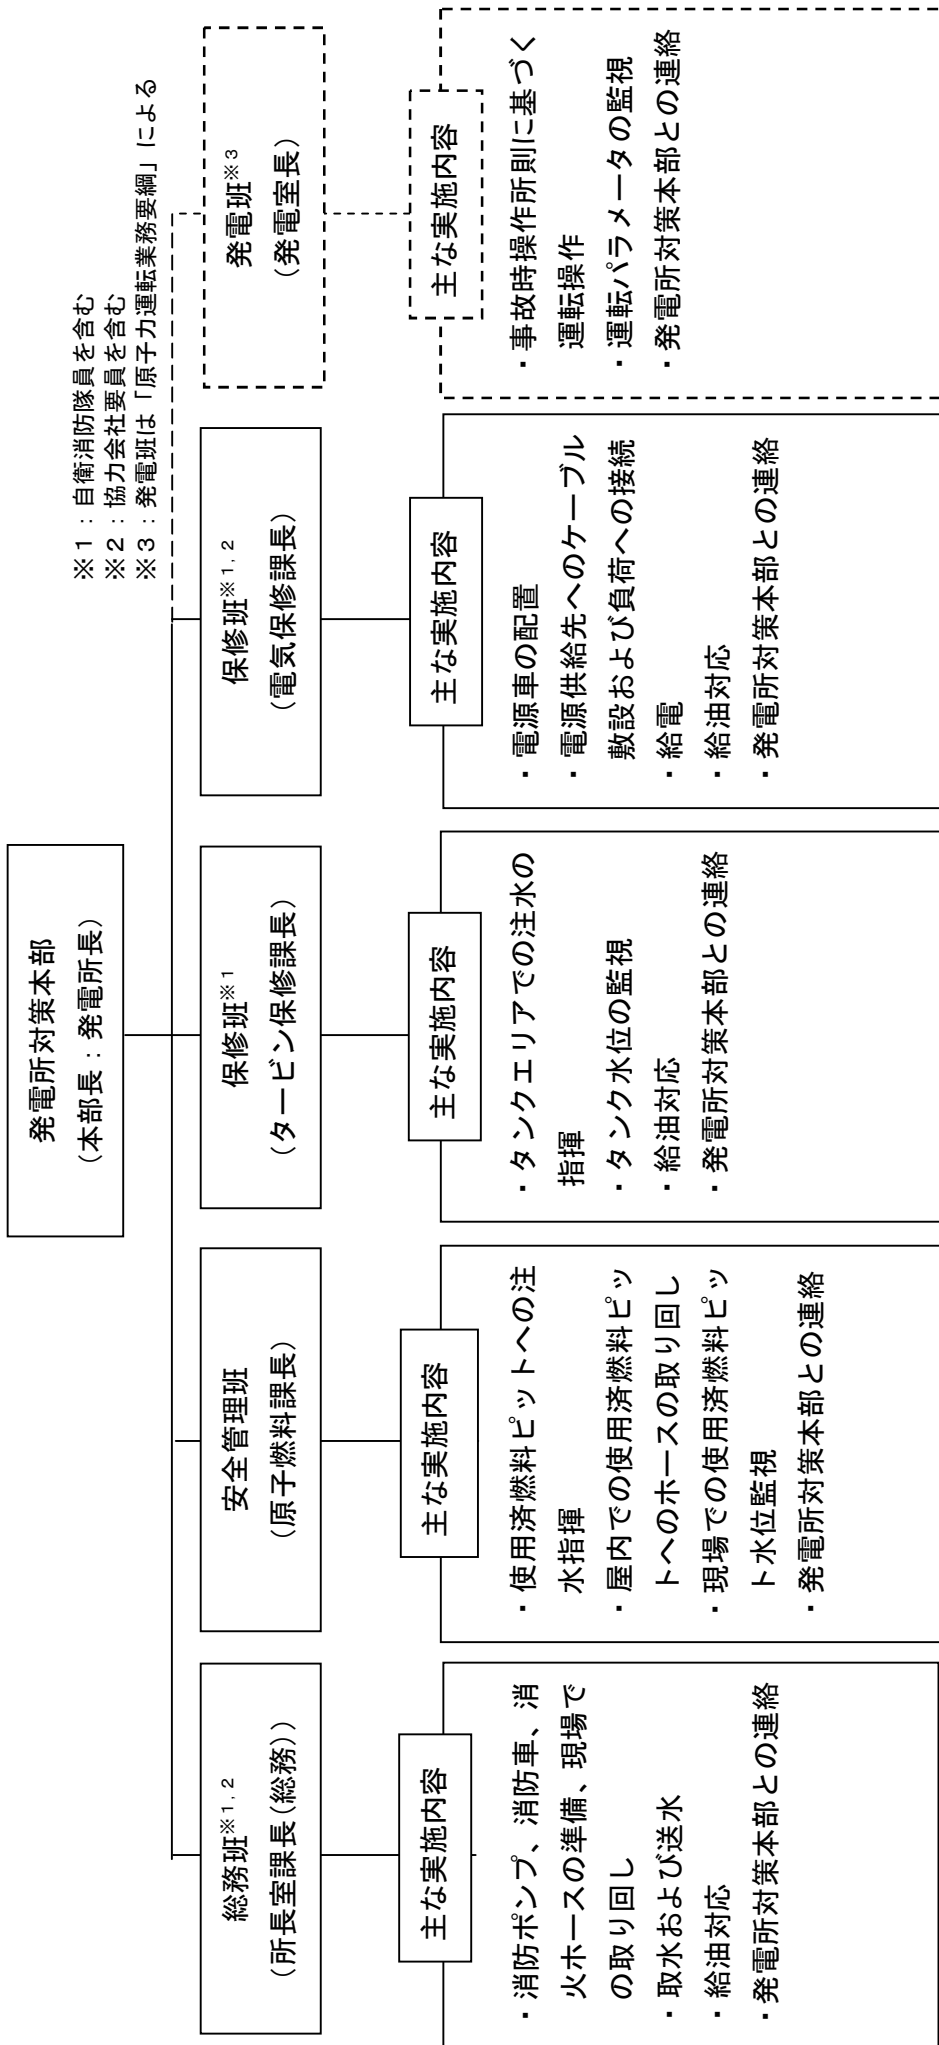 発電所対策本部
(本部長：発電所長)
※1：自衛消防隊員を含む
※2：協力会社要員を含む
※3：発電班は「原子力運転業務要綱」による
総務班※1,2
(所長室課長(総務))
主な実施内容
・消防ポンプ、消防車、消
火ホースの準備、現場で
の取り回し
・取水および送水
・給油対応
・発電所対策本部との連絡
安全管理班
(原子燃料課長)
主な実施内容
・使用済燃料ピットへの注
水指揮
・屋内での使用済燃料ピッ
トへのホースの取り回し
・現場での使用済燃料ピッ
ト水位監視
・発電所対策本部との連絡
保修班※1
(タービン保修課長)
主な実施内容
・タンクエリアでの注水の
指揮
・タンク水位の監視
・給油対応
・発電所対策本部との連絡
保修班※1,2
(電気保修課長)
主な実施内容
・電源車の配置
・電源供給先へのケーブル
敷設および負荷への接続
・給電
・給油対応
・発電所対策本部との連絡
発電班※3
(発電室長)
主な実施内容
・事故時操作所則に基づく
運転操作
・運転パラメータの監視
・発電所対策本部との連絡